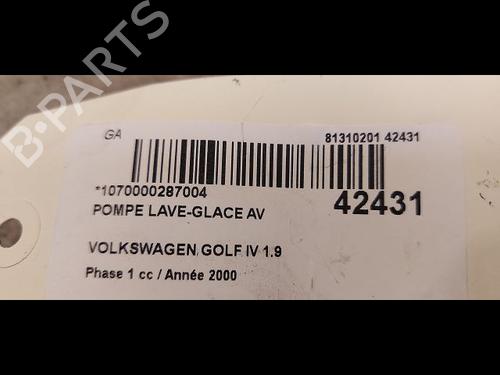 B-PARTS
GA
81310201 42431
*1070000287004
42431
POMPE LAVE-GLACE AV
VOLKSWAGEN GOLF IV 1.9
Phase 1 cc / Année 2000